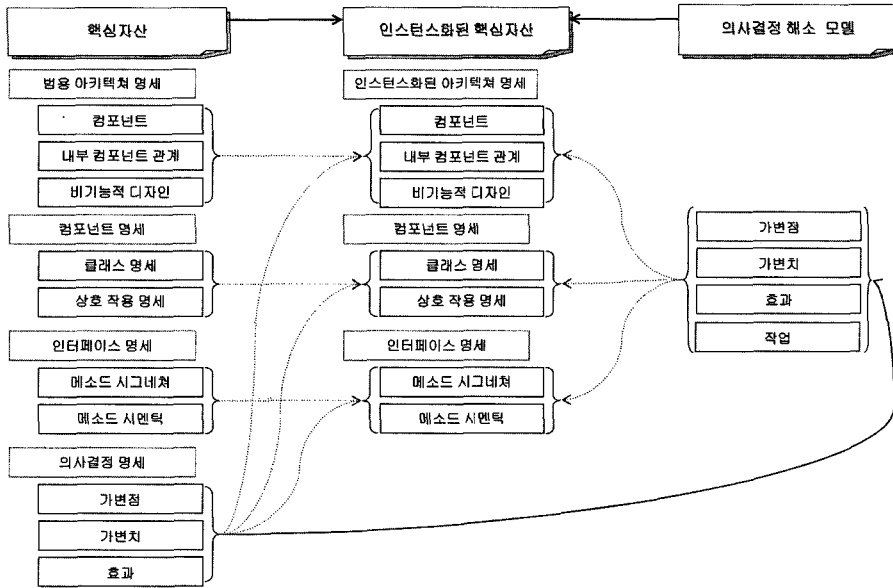 핵심자산
인스턴스화된 핵심자산
의사결정 해소 모델
범용 아키텍쳐 명세
컴포넌트
내부 컴포넌트 관계
비기능적 디자인
컴포넌트 명세
클래스 명세
상호 작용 명세
인터페이스 명세
메소드 시그네쳐
메소드 시멘틱
의사결정 명세
가변점
가변치
효과
인스턴스화된 아키텍쳐 명세
컴포넌트
내부 컴포넌트 관계
비기능적 디자인
컴포넌트 명세
클래스 명세
상호 작용 명세
인터페이스 명세
메소드 시그네쳐
메소드 시멘틱
가변점
가변치
효과
작업